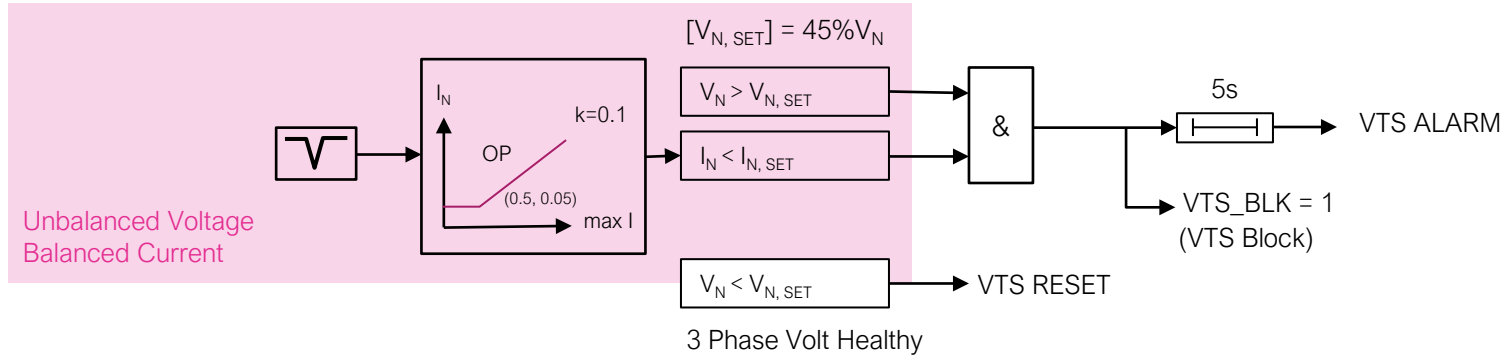 [V_N, SET] = 45%V_N
I_N
k=0.1
OP
(0.5, 0.05)
max I
V_N > V_N, SET
I_N < I_N, SET
&
5s
VTS ALARM
VTS_BLK = 1
(VTS Block)
Unbalanced Voltage
Balanced Current
V_N < V_N, SET
VTS RESET
3 Phase Volt Healthy